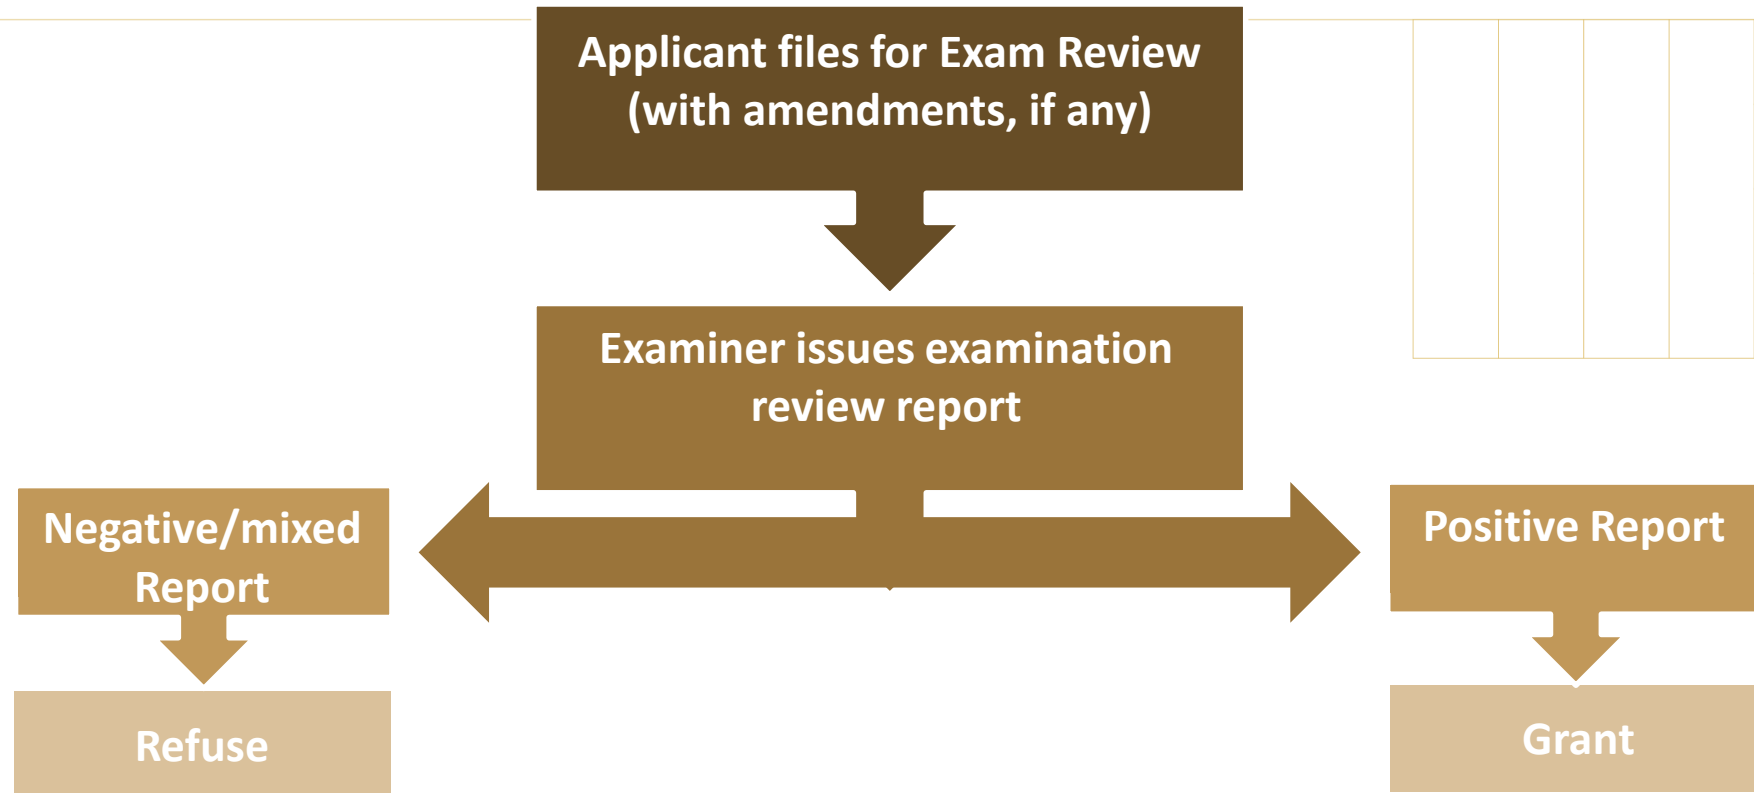 Applicant files for Exam Review
(with amendments, if any)
Examiner issues examination
review report
Negative/mixed
Report
Positive Report
Refuse
Grant